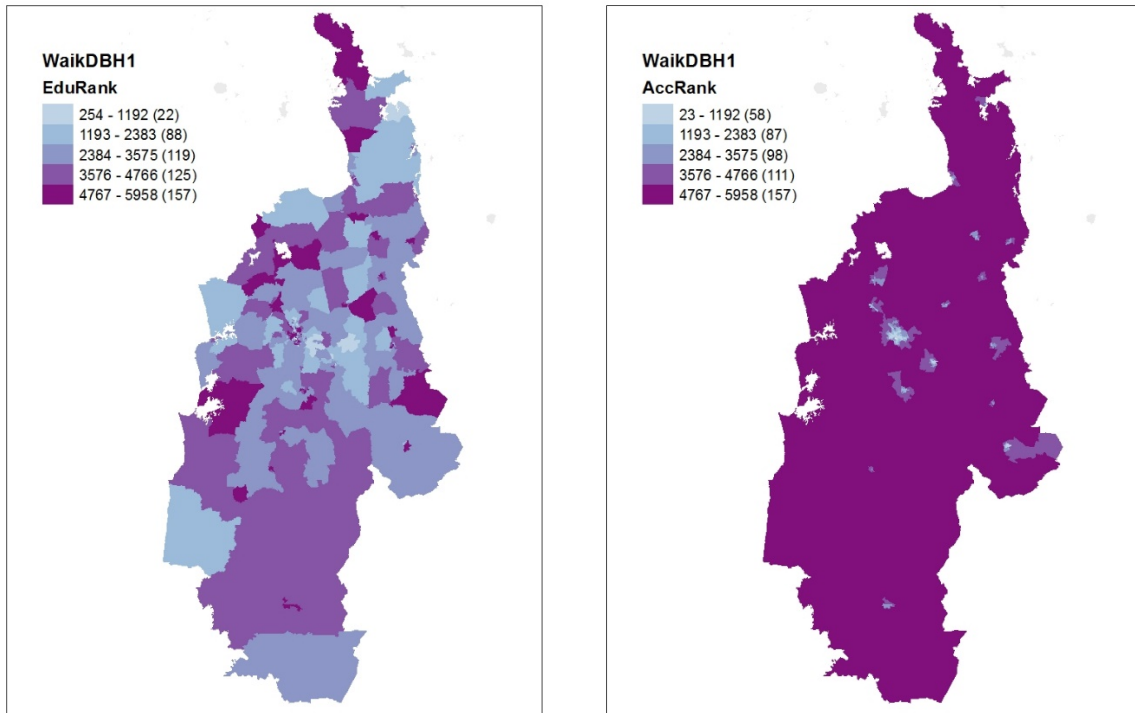 WaikDBH1
EduRank
254 - 1192 (22)
1193 - 2383 (88)
2384 - 3575 (119)
3576 - 4766 (125)
4767 - 5958 (157)
WaikDBH1
AccRank
23 - 1192 (58)
1193 - 2383 (87)
2384 - 3575 (98)
3576 - 4766 (111)
4767 - 5958 (157)